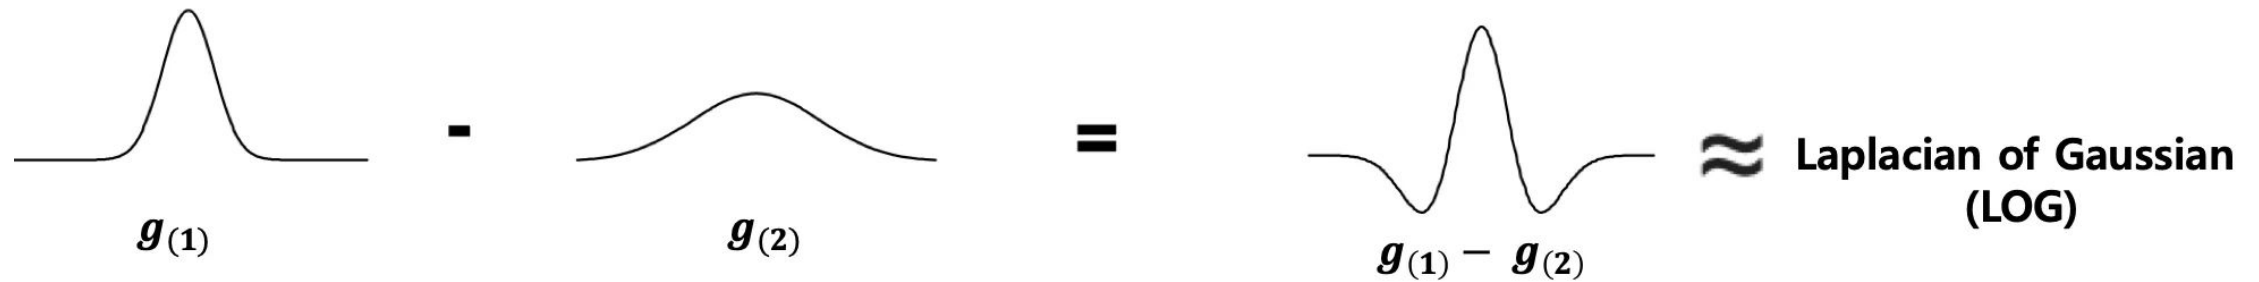 g(1)
-
g(2)
=
g(1) − g(2)
≈ Laplacian of Gaussian
(LOG)